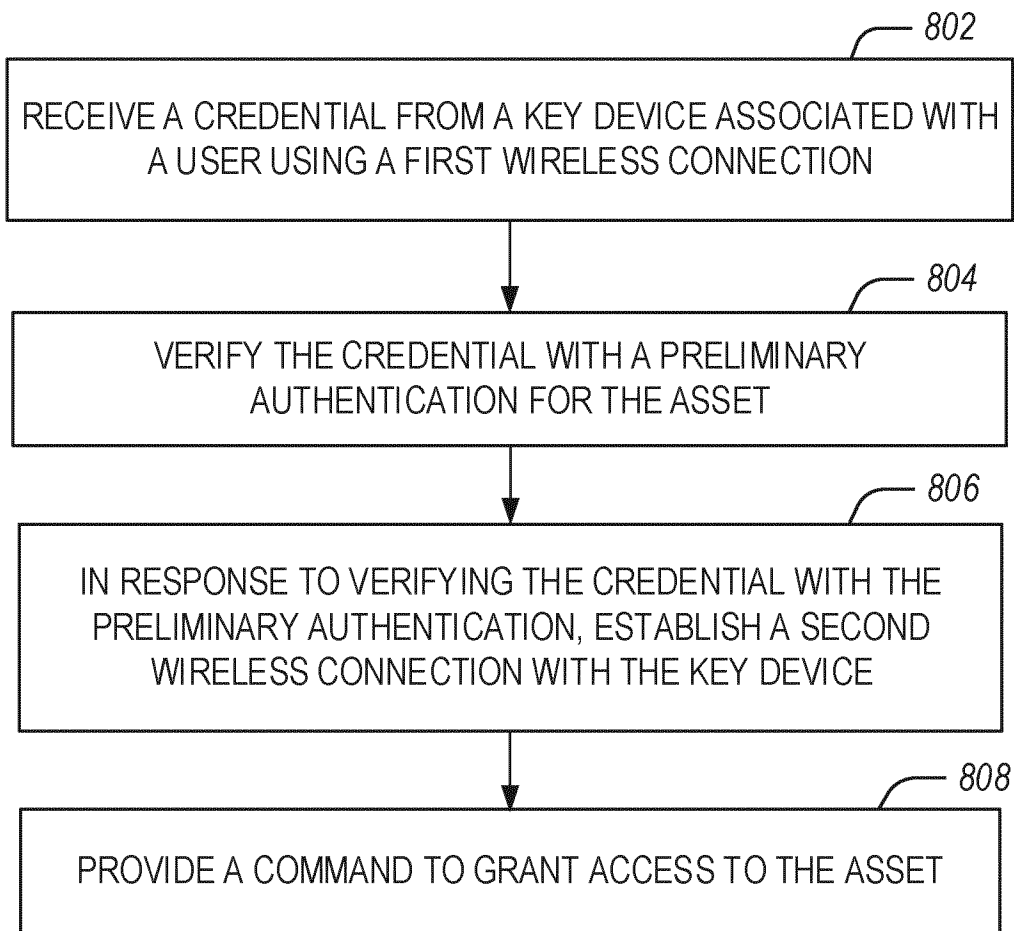 802
RECEIVE A CREDENTIAL FROM A KEY DEVICE ASSOCIATED WITH
A USER USING A FIRST WIRELESS CONNECTION
804
VERIFY THE CREDENTIAL WITH A PRELIMINARY
AUTHENTICATION FOR THE ASSET
806
IN RESPONSE TO VERIFYING THE CREDENTIAL WITH THE
PRELIMINARY AUTHENTICATION, ESTABLISH A SECOND
WIRELESS CONNECTION WITH THE KEY DEVICE
808
PROVIDE A COMMAND TO GRANT ACCESS TO THE ASSET